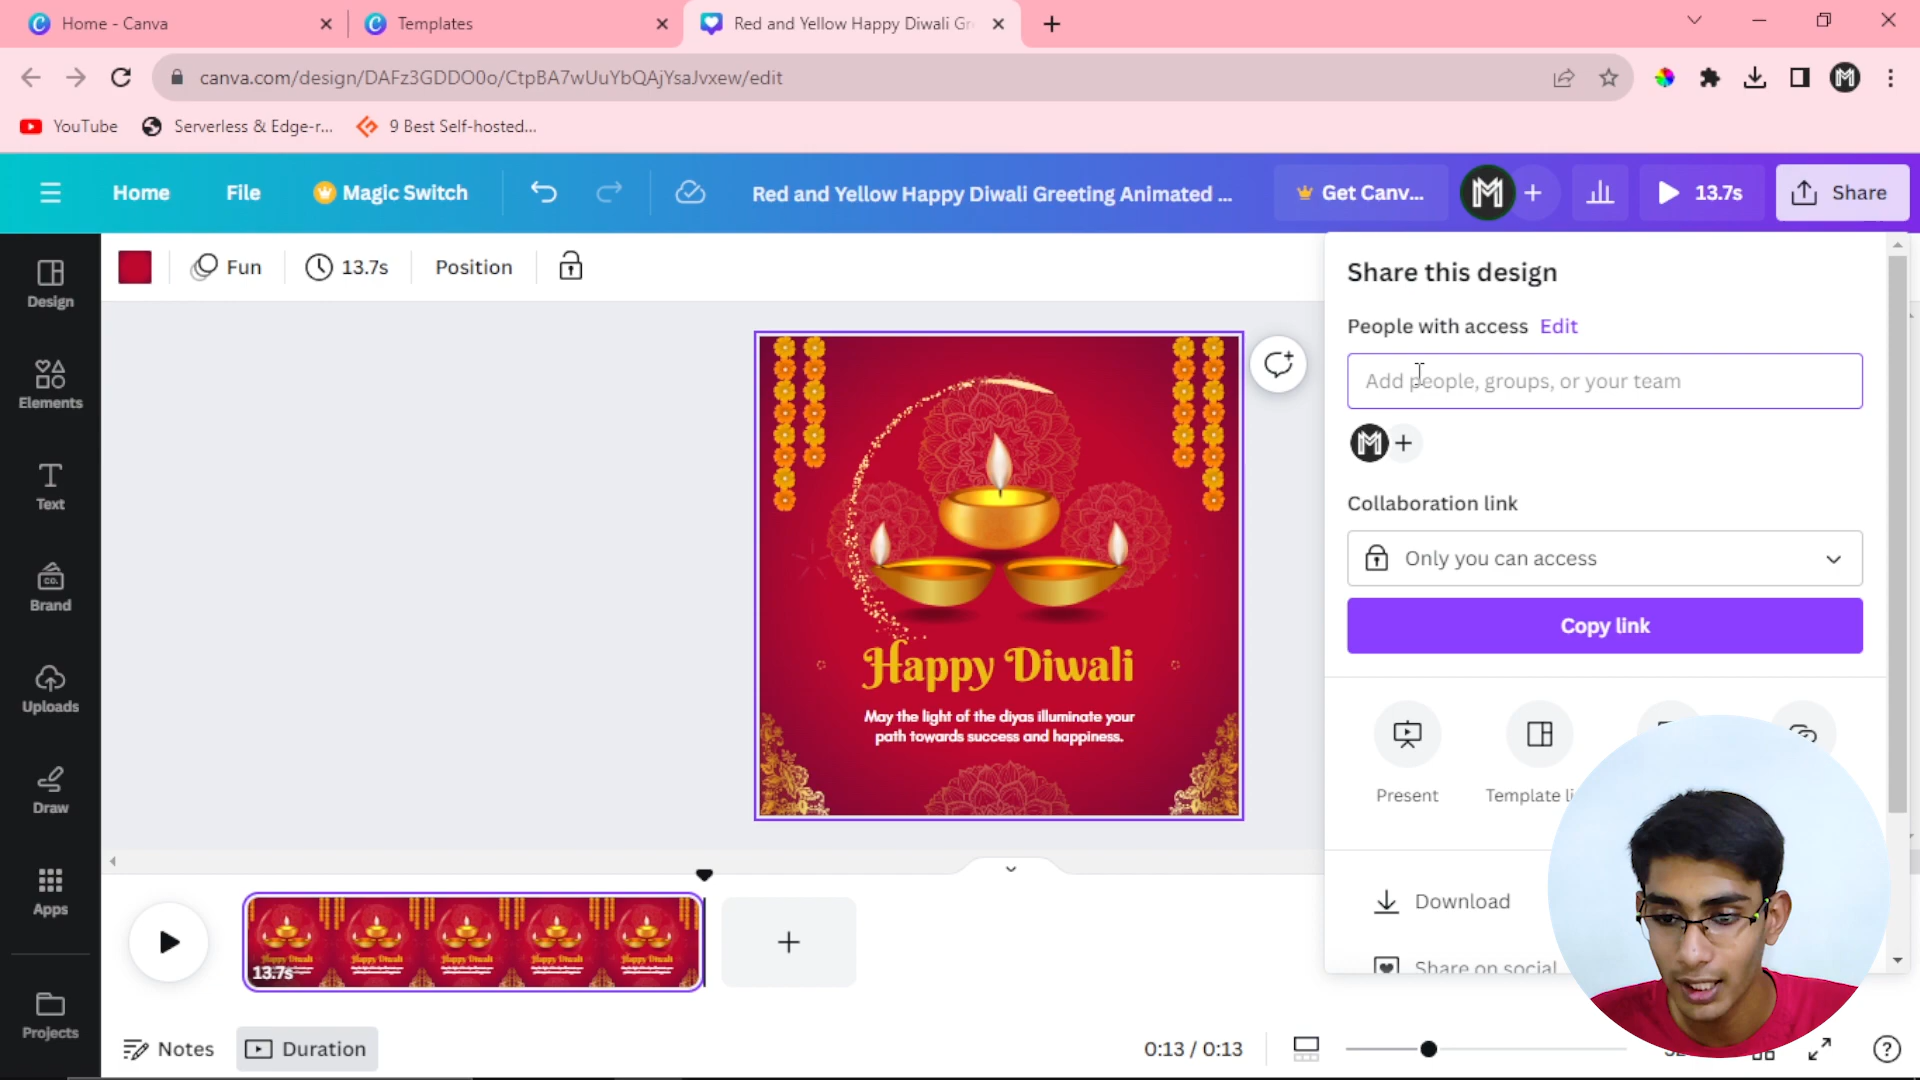 Home - Canva
Templates
Red and Yellow Happy Diwali Gr
canva.com/design/DAFz3GDDO0o/CtpBA7wUuYbQAjYsaJvxew/edit
YouTube
Serverless & Edge-r...
9 Best Self-hosted...
Home
File
Magic Switch
Red and Yellow Happy Diwali Greeting Animated ...
Get Canv...
13.7s
Share
Fun
13.7s
Position
Design
Elements
Text
CO.
Brand
Uploads
Draw
Apps
Projects
Happy Diwali
May the light of the diyas illuminate your
path towards success and happiness.
Share this design
People with access Edit
Add people, groups, or your team
Collaboration link
Only you can access
Copy link
Present
Template li
Download
Share on social
13.7s
Notes
Duration
0:13 / 0:13